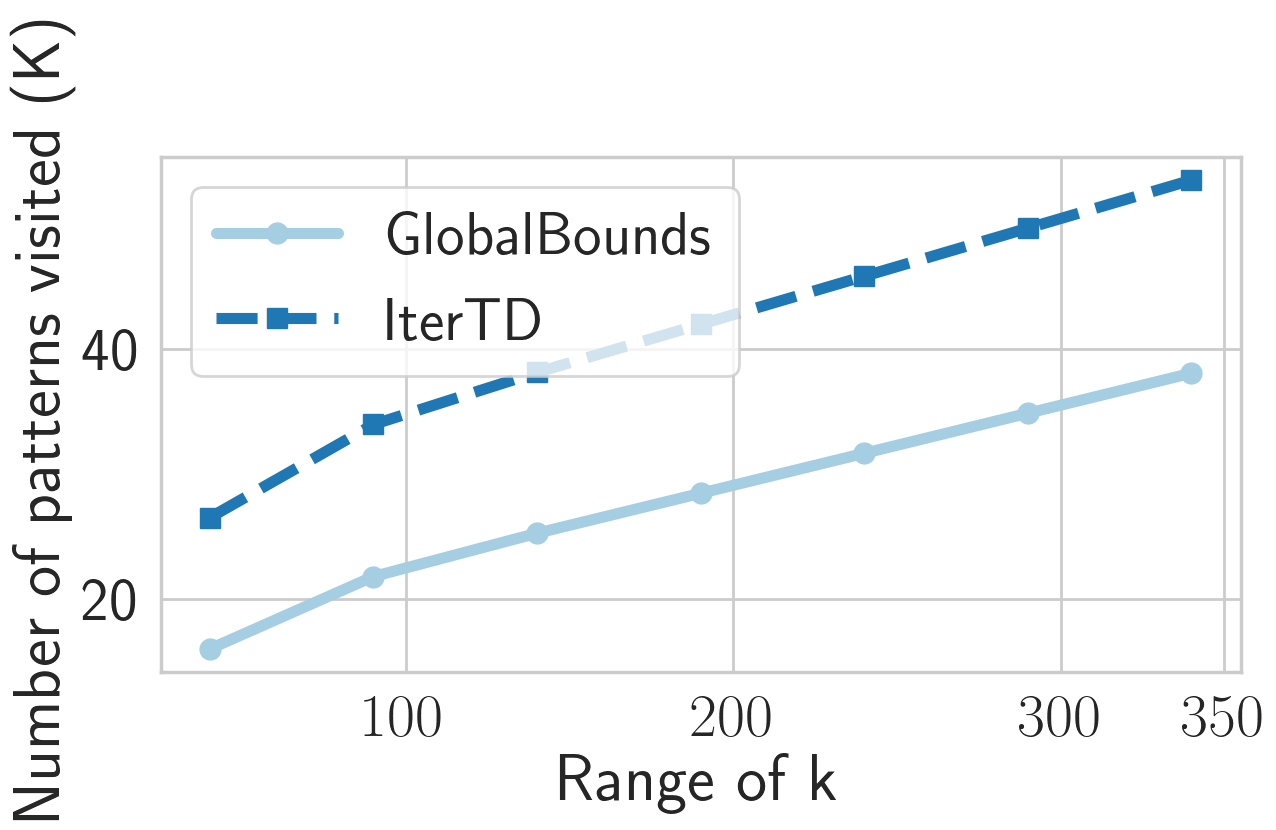 Number of patterns visited (K)
GlobalBounds
IterTD
40
20
100 200 300 350
Range of k